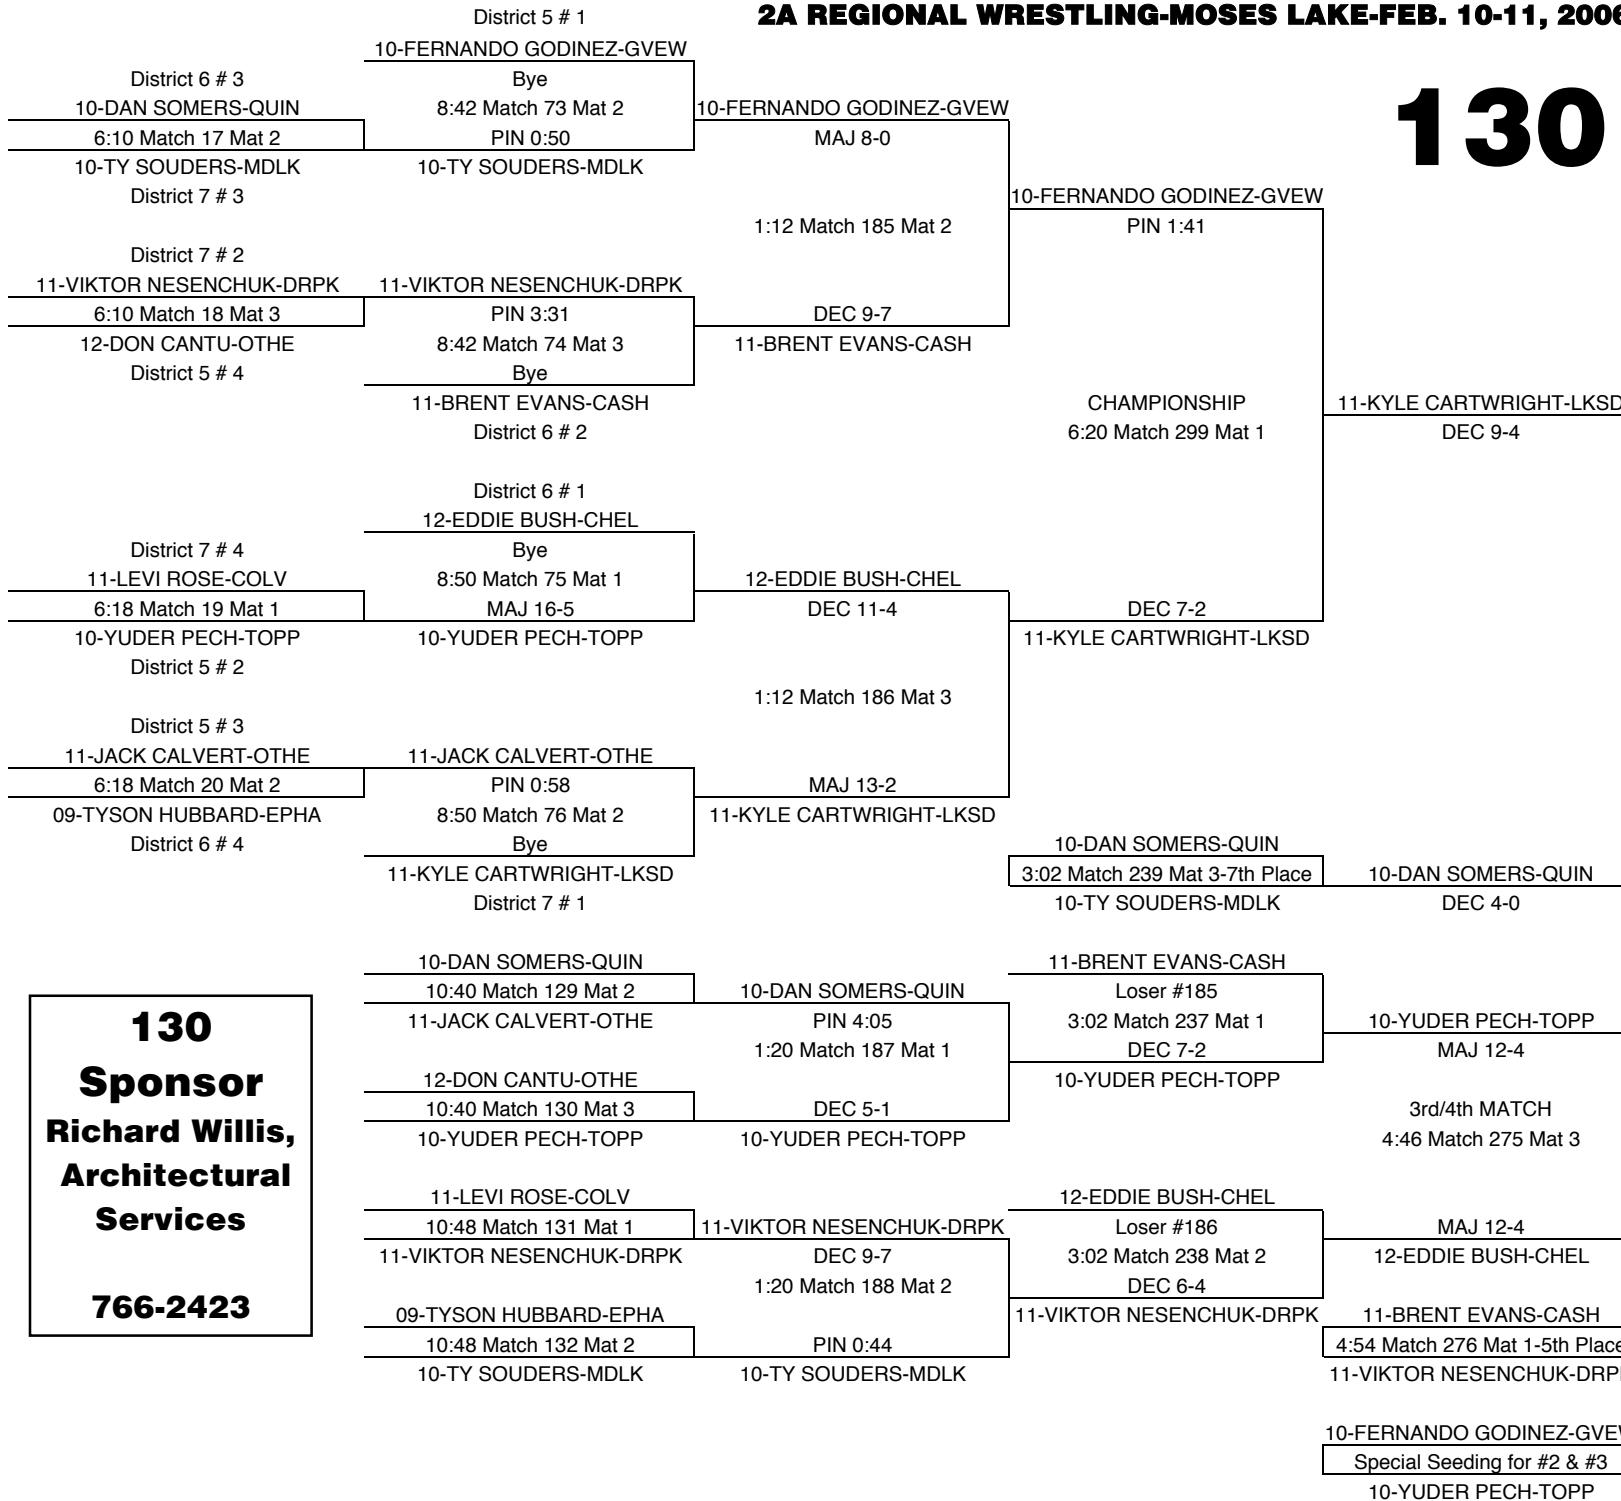 2A REGIONAL WRESTLING-MOSES LAKE-FEB. 10-11, 2006
130
District 5 # 1
10-FERNANDO GODINEZ-GVEW
Bye
8:42 Match 73 Mat 2
PIN 0:50
10-TY SOUDERS-MDLK
District 6 # 3
10-DAN SOMERS-QUIN
6:10 Match 17 Mat 2
10-TY SOUDERS-MDLK
District 7 # 3
10-FERNANDO GODINEZ-GVEW
MAJ 8-0
1:12 Match 185 Mat 2
DEC 9-7
11-BRENT EVANS-CASH
District 7 # 2
11-VIKTOR NESENCHUK-DRPK
6:10 Match 18 Mat 3
12-DON CANTU-OTHE
District 5 # 4
11-VIKTOR NESENCHUK-DRPK
PIN 3:31
8:42 Match 74 Mat 3
Bye
11-BRENT EVANS-CASH
District 6 # 2
10-FERNANDO GODINEZ-GVEW
PIN 1:41
CHAMPIONSHIP
6:20 Match 299 Mat 1
DEC 7-2
11-KYLE CARTWRIGHT-LKSD
11-KYLE CARTWRIGHT-LKSD
DEC 9-4
District 6 # 1
12-EDDIE BUSH-CHEL
Bye
8:50 Match 75 Mat 1
MAJ 16-5
10-YUDER PECH-TOPP
District 7 # 4
11-LEVI ROSE-COLV
6:18 Match 19 Mat 1
10-YUDER PECH-TOPP
District 5 # 2
12-EDDIE BUSH-CHEL
DEC 11-4
1:12 Match 186 Mat 3
MAJ 13-2
11-KYLE CARTWRIGHT-LKSD
District 5 # 3
11-JACK CALVERT-OTHE
6:18 Match 20 Mat 2
09-TYSON HUBBARD-EPHA
District 6 # 4
11-JACK CALVERT-OTHE
PIN 0:58
8:50 Match 76 Mat 2
Bye
11-KYLE CARTWRIGHT-LKSD
District 7 # 1
10-DAN SOMERS-QUIN
3:02 Match 239 Mat 3-7th Place
10-TY SOUDERS-MDLK
10-DAN SOMERS-QUIN
DEC 4-0
130
Sponsor
Richard Willis,
Architectural
Services
766-2423
10-DAN SOMERS-QUIN
10:40 Match 129 Mat 2
11-JACK CALVERT-OTHE
12-DON CANTU-OTHE
10:40 Match 130 Mat 3
10-YUDER PECH-TOPP
10-DAN SOMERS-QUIN
PIN 4:05
1:20 Match 187 Mat 1
DEC 5-1
10-YUDER PECH-TOPP
11-BRENT EVANS-CASH
Loser #185
3:02 Match 237 Mat 1
DEC 7-2
10-YUDER PECH-TOPP
10-YUDER PECH-TOPP
MAJ 12-4
3rd/4th MATCH
4:46 Match 275 Mat 3
MAJ 12-4
12-EDDIE BUSH-CHEL
11-LEVI ROSE-COLV
10:48 Match 131 Mat 1
11-VIKTOR NESENCHUK-DRPK
09-TYSON HUBBARD-EPHA
10:48 Match 132 Mat 2
10-TY SOUDERS-MDLK
11-VIKTOR NESENCHUK-DRPK
DEC 9-7
1:20 Match 188 Mat 2
PIN 0:44
10-TY SOUDERS-MDLK
12-EDDIE BUSH-CHEL
Loser #186
3:02 Match 238 Mat 2
DEC 6-4
11-VIKTOR NESENCHUK-DRPK
11-BRENT EVANS-CASH
4:54 Match 276 Mat 1-5th Place
11-VIKTOR NESENCHUK-DRP
10-FERNANDO GODINEZ-GVEW
Special Seeding for #2 & #3
10-YUDER PECH-TOPP